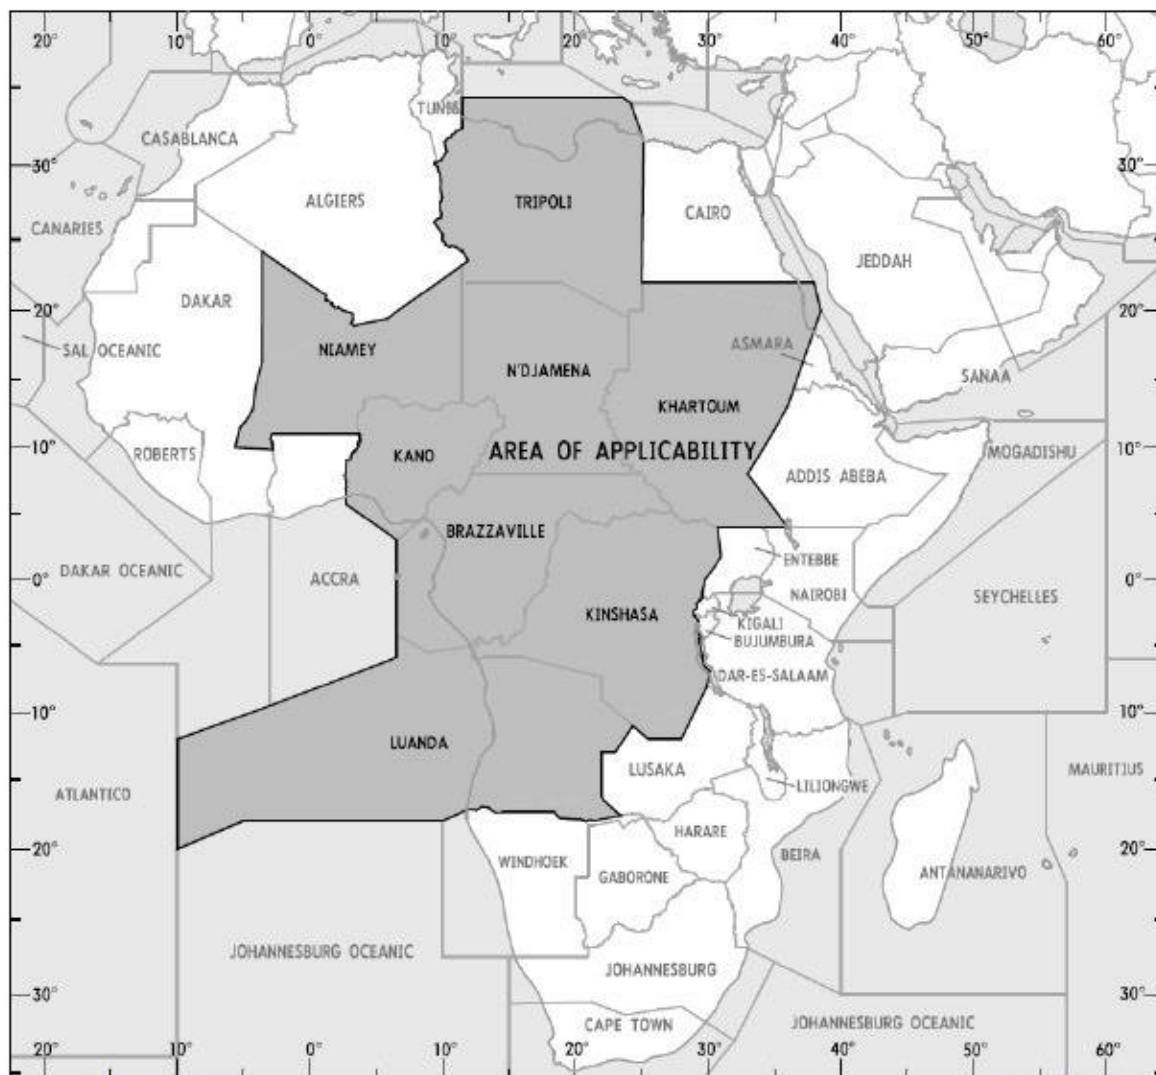 20° 10° 0° 10° 20° 30° 40° 50° 60°
TUNIS
CASABLANCA
30° 30°
ALGIERS
TRIPOLI
CAIRO
CANARIES
JEDDAH
DAKAR
20° 20°
SAL OCEANIC
NIAMEY
ASMARA
N'DJAMENA
SANAA
KHARTOUM
10° ROBERTS
KANO
AREA OF APPLICABILITY
MOGADISHU 10°
ADDIS ABEBA
BRAZZAVILLE
ENTEBBE
DAKAR OCEANIC
ACCRA
0° 0°
NAIROBI
SEYCHELLES
KINSHASA
KIGALI
BUJUMBURA
DAR-ES-SALAAM
10° 10°
LUANDA
LUSAKA
MAURITIUS
LILIONGWE
ATLANTICO
HARARE
20° 20°
WINDHOEK
BEIRA
GABORONE
ANTANANARIVO
JOHANNESBURG OCEANIC
JOHANNESBURG
30° 30°
CAPE TOWN
JOHANNESBURG OCEANIC
20° 10° 0° 10° 20° 30° 40° 50° 60°